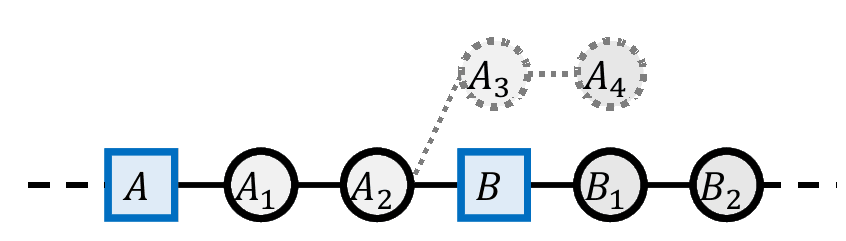 A₃ A₄
A A₁ A₂ B B₁ B₂